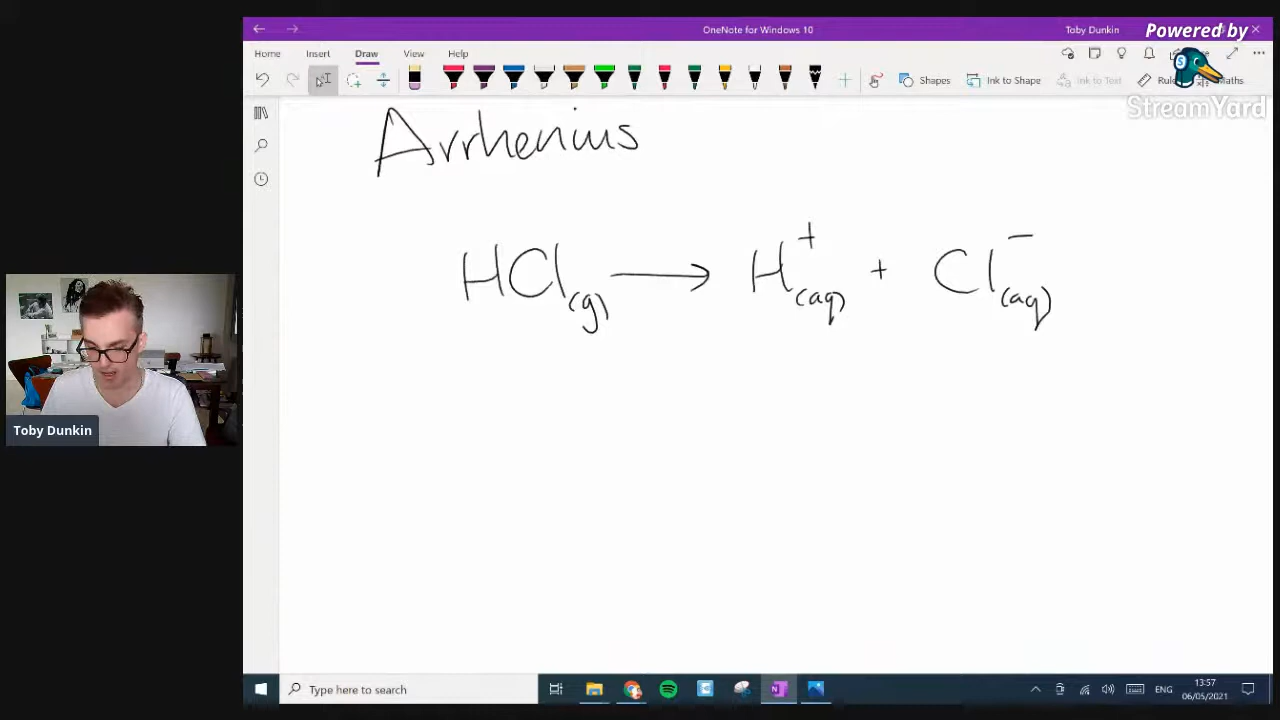 OneNote for Windows 10
Toby Dunkin
Powered by
StreamYard
Home Insert Draw View Help
Shapes Ink to Shape Ink to Text Rul Maths
Arrhenius
HCl(g) → H+(aq) + Cl−(aq)
Toby Dunkin
Type here to search
ENG
13:57
06/05/2021